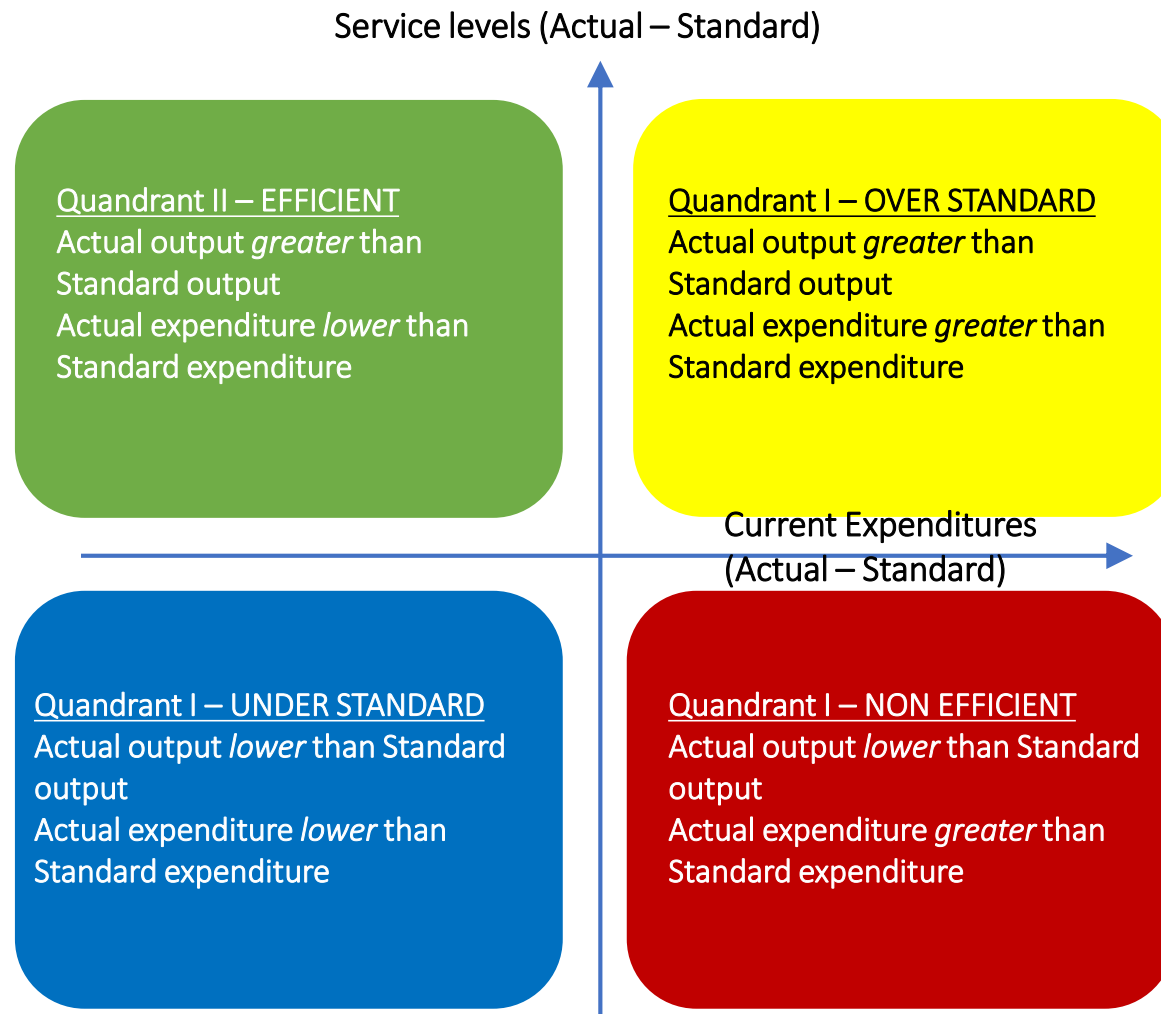 Service levels (Actual – Standard)
Quandrant II – EFFICIENT
Actual output greater than
Standard output
Actual expenditure lower than
Standard expenditure
Quandrant I – OVER STANDARD
Actual output greater than
Standard output
Actual expenditure greater than
Standard expenditure
Current Expenditures
(Actual – Standard)
Quandrant I – UNDER STANDARD
Actual output lower than Standard
output
Actual expenditure lower than
Standard expenditure
Quandrant I – NON EFFICIENT
Actual output lower than Standard
output
Actual expenditure greater than
Standard expenditure